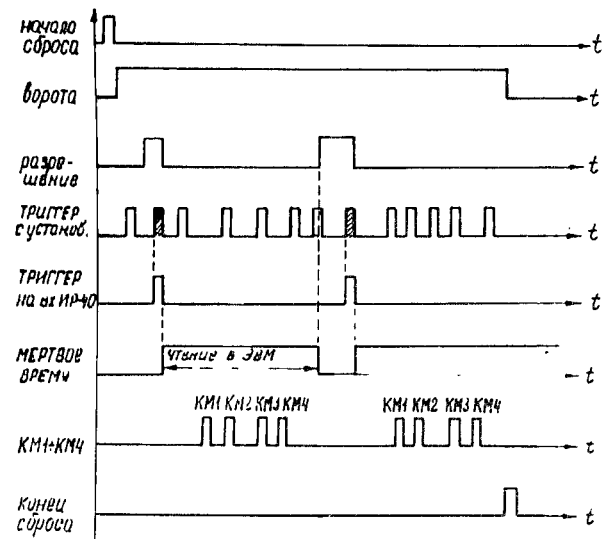 начало
сброса
t
ворота
t
разре-
шение
t
ТРИГГЕР
с установ.
t
ТРИГГЕР
на вх ИР-40
t
МЕРТВОЕ
ВРЕМЯ
чтение в ЭВМ
t
КМ1 КМ2 КМ3 КМ4
КМ1 КМ2 КМ3 КМ4
КМ1÷КМ4
t
конец
сброса
t